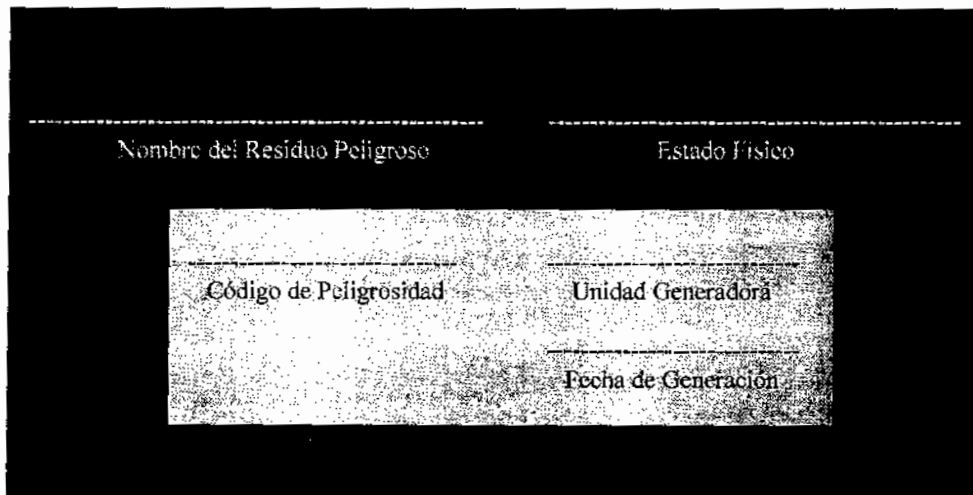 Nombre del Residuo Peligroso Estado Físico
Código de Peligrosidad Unidad Generadora
Fecha de Generación